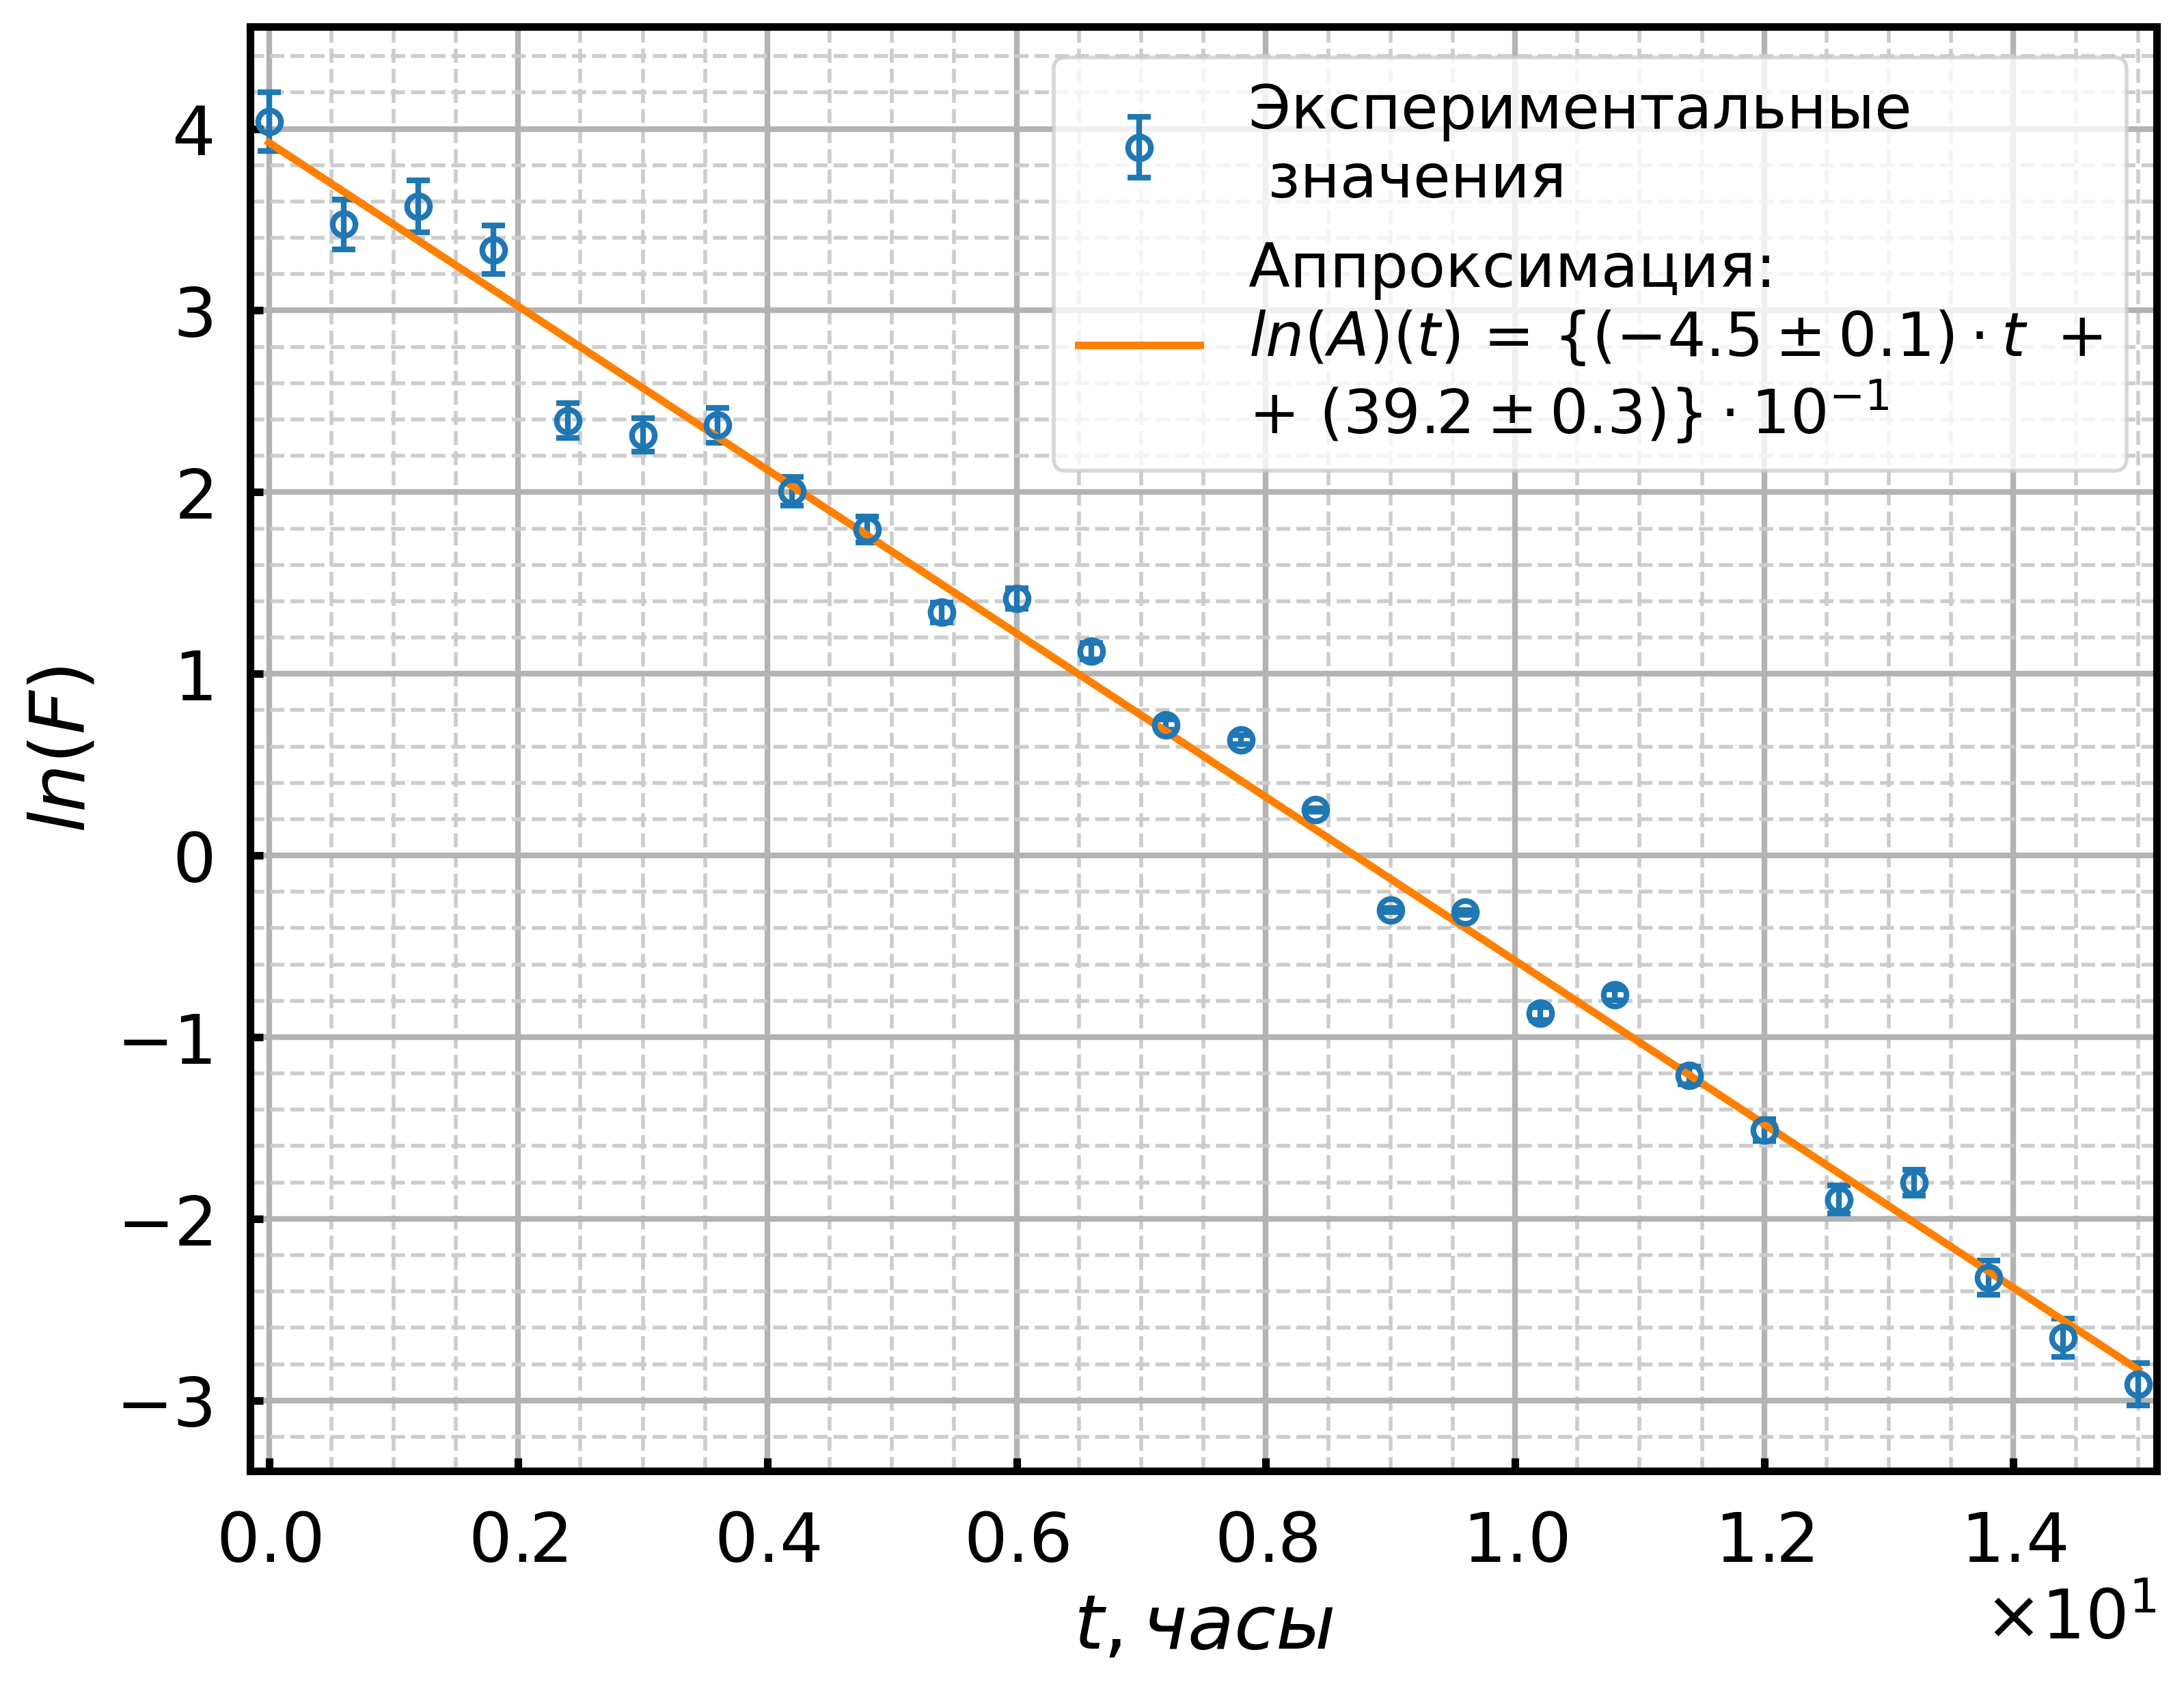 Экспериментальные
значения
Аппроксимация:
ln(A)(t) = {(−4.5 ± 0.1) · t +
+ (39.2 ± 0.3)} · 10⁻¹
4
3
2
1
0
−1
−2
−3
ln(F)
0.0 0.2 0.4 0.6 0.8 1.0 1.2 1.4
×10¹
t, часы